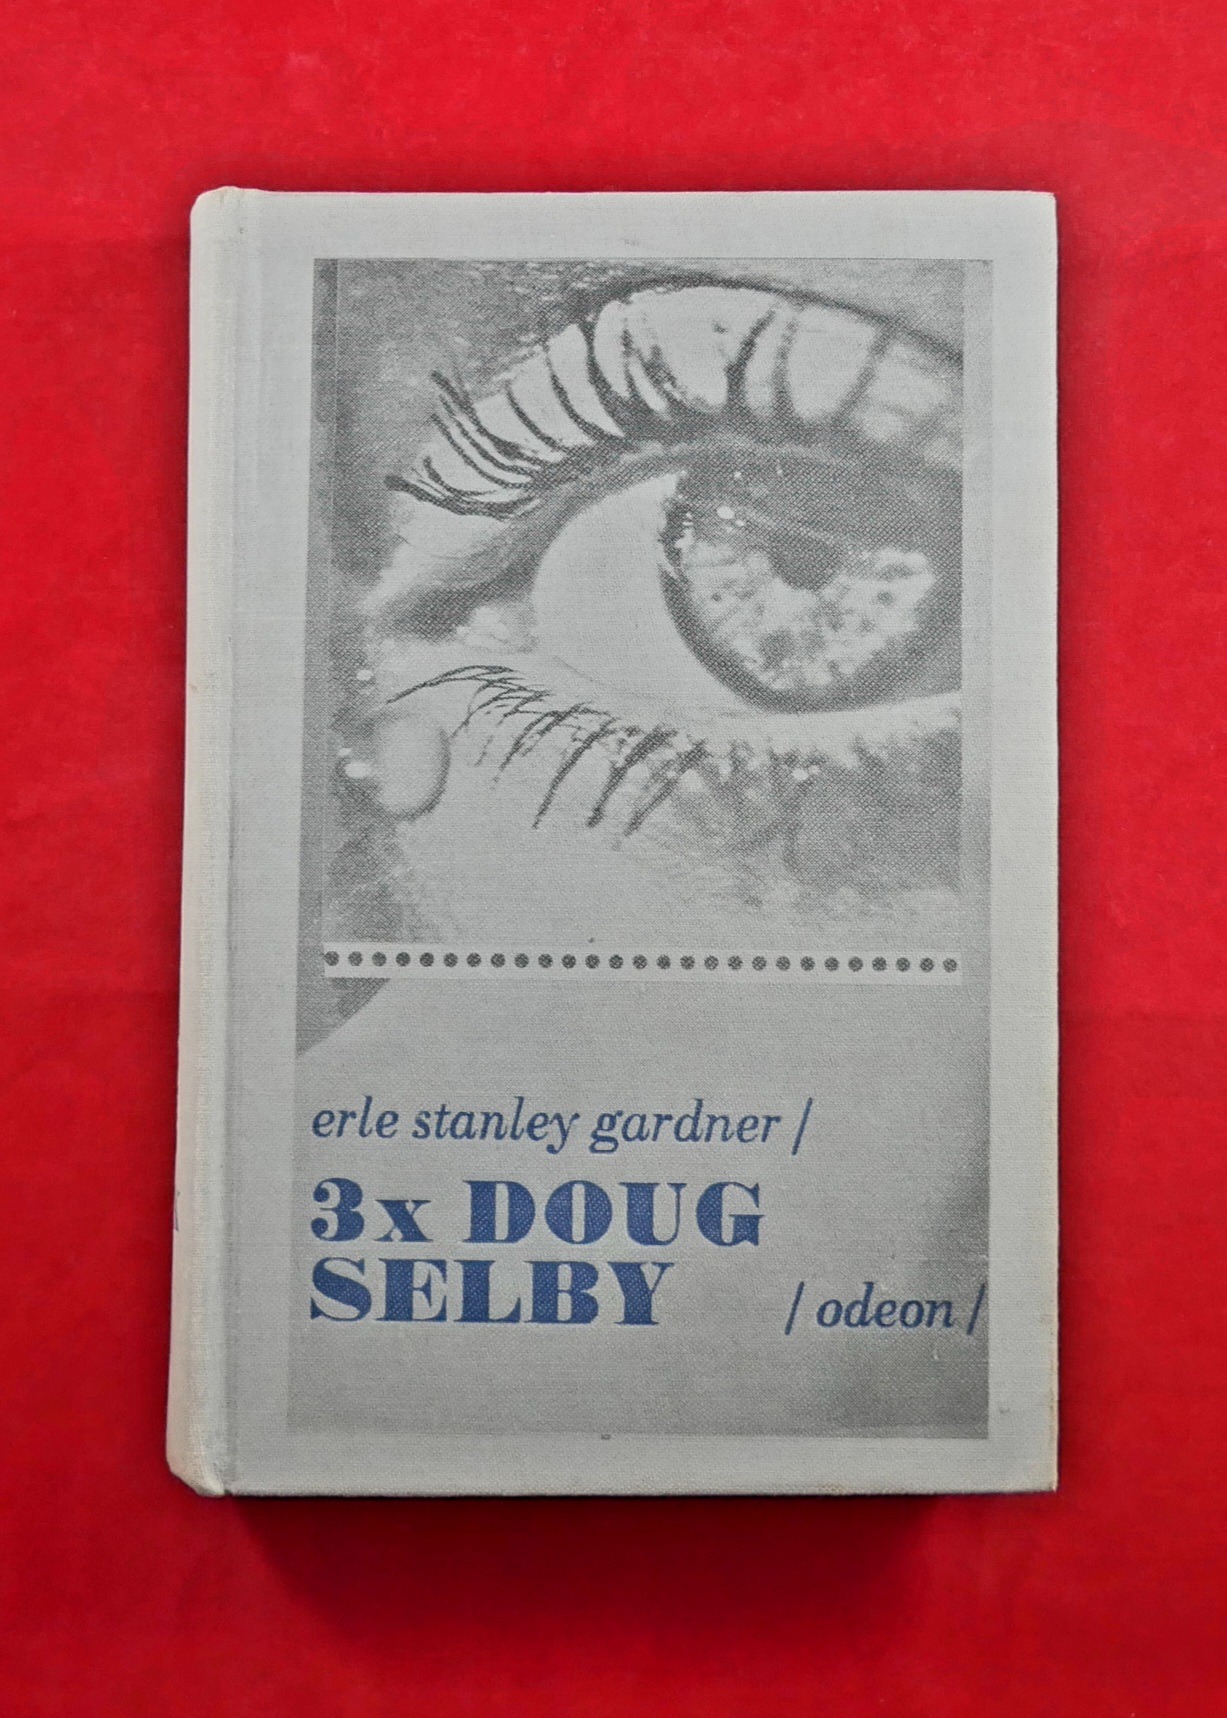 erle stanley gardner /
3x DOUG
SELBY
/ odeon /